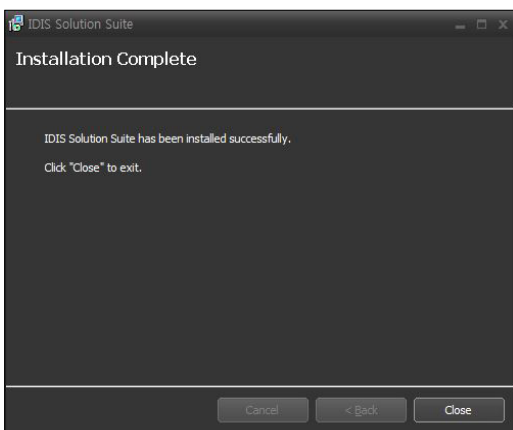 IDIS Solution Suite
Installation Complete
IDIS Solution Suite has been installed successfully.
Click "Close" to exit.
Cancel
< Back
Close